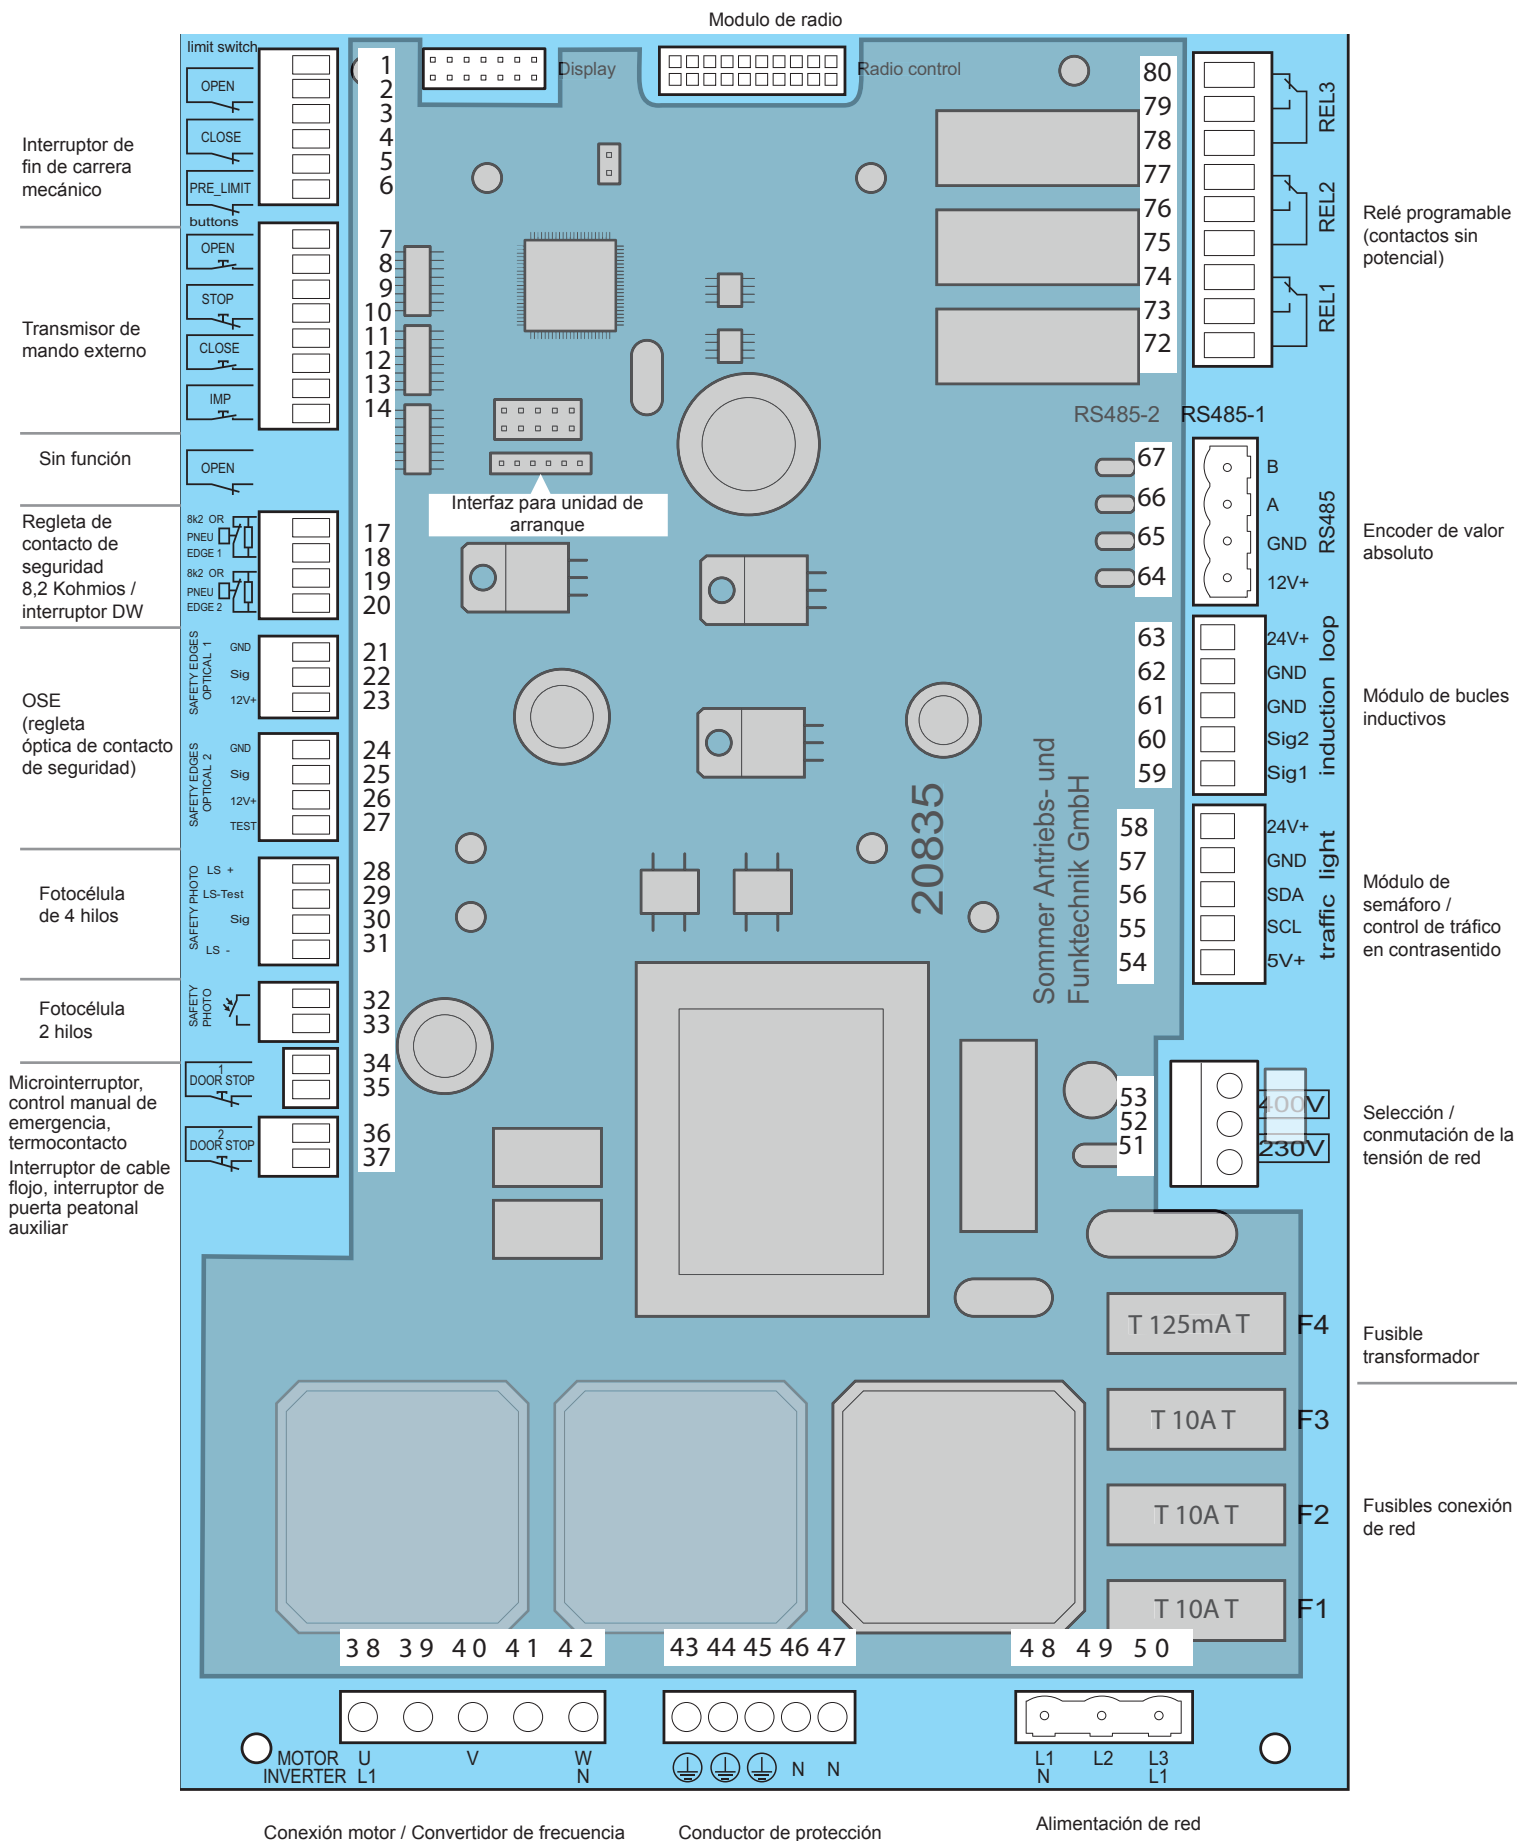 Modulo de radio
limit switch
OPEN
CLOSE
PRE_LIMIT
Interruptor de
fin de carrera
mecánico
1
2
3
4
5
6
Display
Radio control
buttons
OPEN
STOP
CLOSE
IMP
Transmisor de
mando externo
7
8
9
10
11
12
13
14
Sin función
OPEN
Interfaz para unidad de
arranque
Regleta de
contacto de
seguridad
8,2 Kohmios /
interruptor DW
8k2 OR
PNEU
EDGE 1
8k2 OR
PNEU
EDGE 2
17
18
19
20
OSE
(regleta
óptica de contacto
de seguridad)
SAFETY EDGES
OPTICAL 1
GND
Sig
12V+
21
22
23
SAFETY EDGES
OPTICAL 2
GND
Sig
12V+
TEST
24
25
26
27
Fotocélula
de 4 hilos
SAFETY PHOTO
LS +
LS-Test
Sig
LS -
28
29
30
31
Fotocélula
2 hilos
SAFETY
PHOTO
32
33
Microinterruptor,
control manual de
emergencia,
termocontacto
1
DOOR STOP
34
35
Interruptor de cable
flojo, interruptor de
puerta peatonal
auxiliar
2
DOOR STOP
36
37
80
79
78
77
76
75
74
73
72
REL3
REL2
REL1
Relé programable
(contactos sin
potencial)
RS485-2
RS485-1
67
66
65
64
B
A
GND
12V+
RS485
Encoder de valor
absoluto
63
62
61
60
59
24V+
GND
GND
Sig2
Sig1
induction loop
Módulo de bucles
inductivos
20835
Sommer Antriebs- und
Funktechnik GmbH
58
57
56
55
54
24V+
GND
SDA
SCL
5V+
traffic light
Módulo de
semáforo /
control de tráfico
en contrasentido
53
52
51
400V
230V
Selección /
conmutación de la
tensión de red
T 125mA T
F4
Fusible
transformador
T 10A T
F3
T 10A T
F2
T 10A T
F1
Fusibles conexión
de red
38 39 40 41 42
43 44 45 46 47
48 49 50
MOTOR U V W
INVERTER L1 N
N N
L1 L2 L3
N L1
Conexión motor / Convertidor de frecuencia
Conductor de protección
Alimentación de red